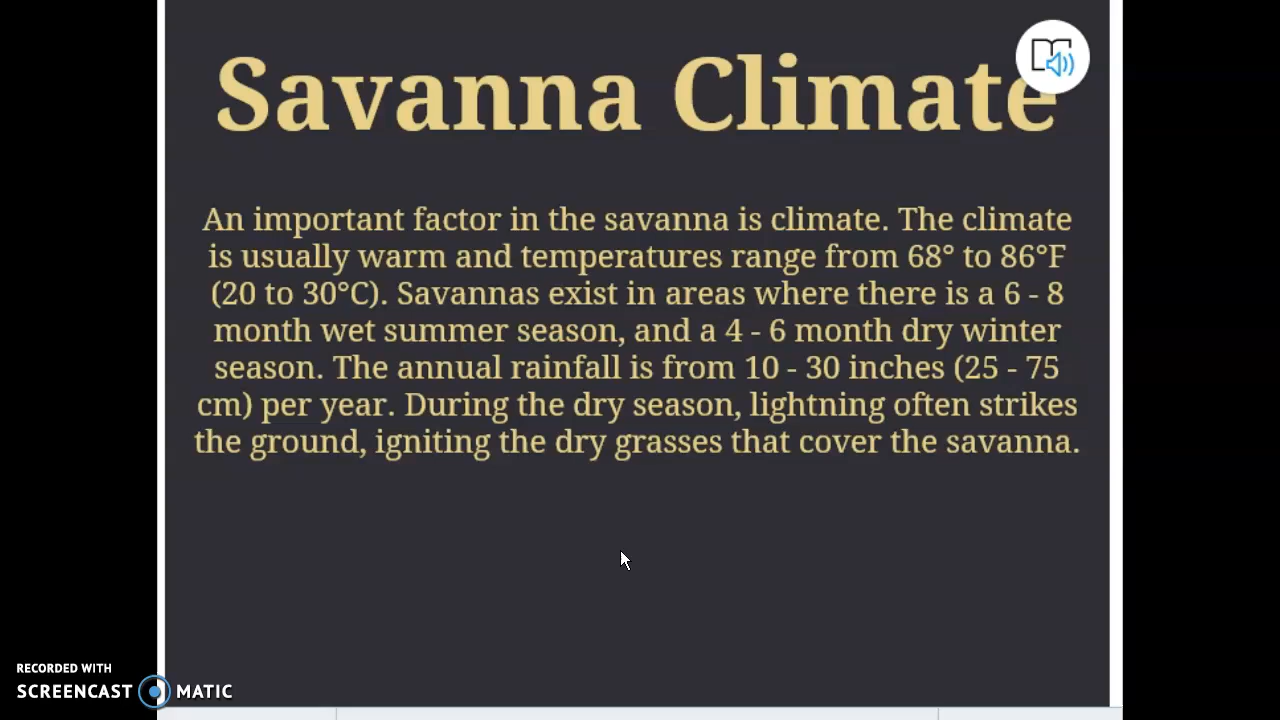 Savanna Climate
An important factor in the savanna is climate. The climate
is usually warm and temperatures range from 68° to 86°F
(20 to 30°C). Savannas exist in areas where there is a 6 - 8
month wet summer season, and a 4 - 6 month dry winter
season. The annual rainfall is from 10 - 30 inches (25 - 75
cm) per year. During the dry season, lightning often strikes
the ground, igniting the dry grasses that cover the savanna.
RECORDED WITH
SCREENCAST MATIC